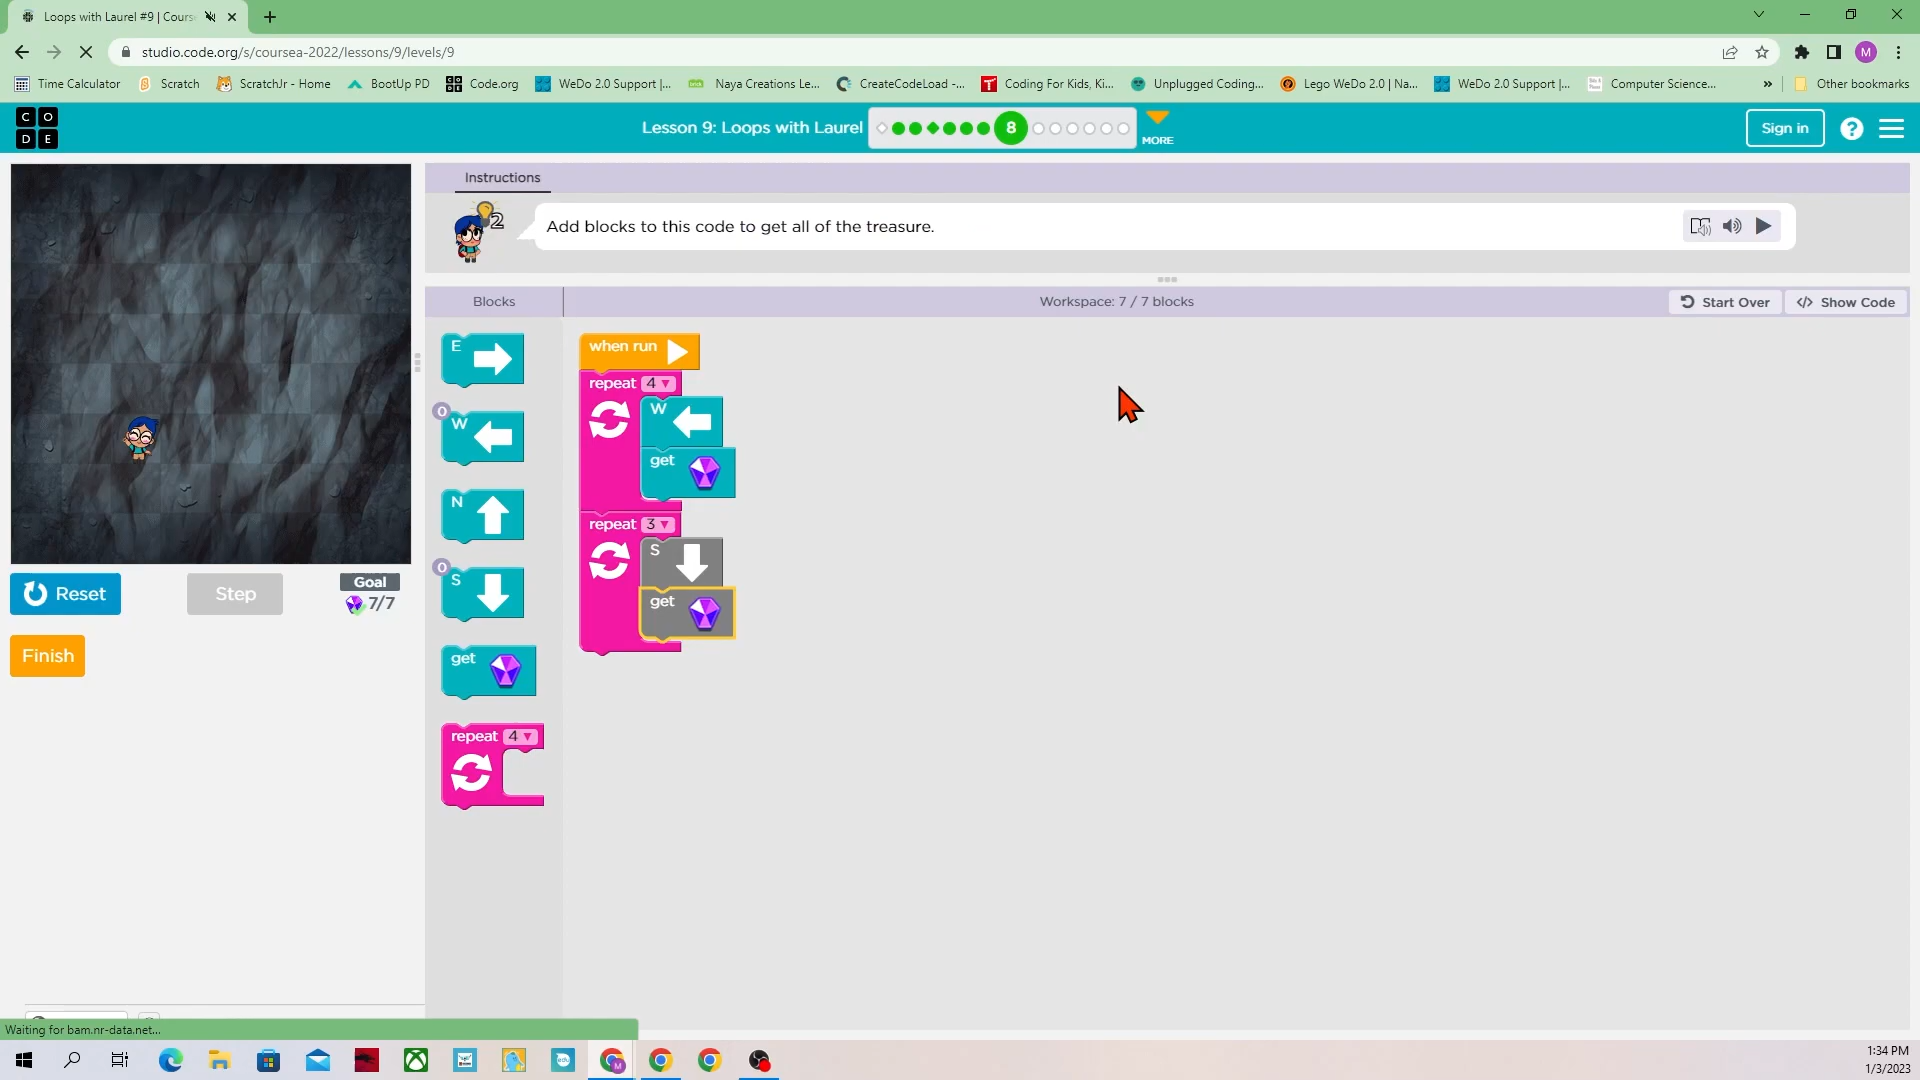 Loops with Laurel #9 | Cours
studio.code.org/s/coursea-2022/lessons/9/levels/9
M
Time Calculator
Scratch
ScratchJr - Home
BootUp PD
Code.org
WeDo 2.0 Support |...
Naya Creations Le...
CreateCodeLoad -...
Coding For Kids, Ki...
Unplugged Coding...
Lego WeDo 2.0 | Na...
WeDo 2.0 Support |...
Computer Science...
»
Other bookmarks
C O
D E
Lesson 9: Loops with Laurel
8
MORE
Sign in
?
Instructions
2
Add blocks to this code to get all of the treasure.
Blocks
Workspace: 7 / 7 blocks
Start Over
</> Show Code
E
0
W
N
0
S
get
repeat 4
when run
repeat 4
W
get
repeat 3
S
get
Reset
Step
Goal
7/7
Finish
Waiting for bam.nr-data.net...
1:34 PM
1/3/2023